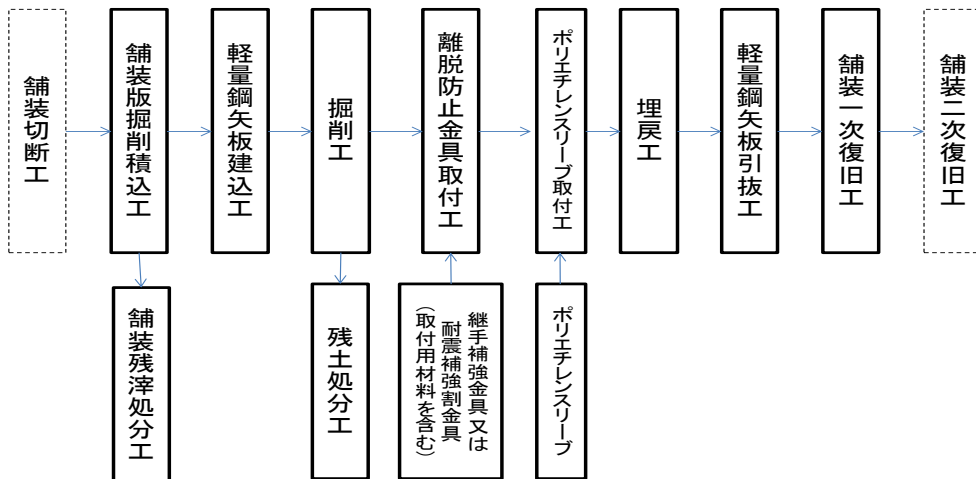 舗装切断工
舗装版掘削積込工
軽量鋼矢板建込工
掘削工
離脱防止金具取付工
ポリエチレンスリーブ取付工
埋戻工
軽量鋼矢板引抜工
舗装一次復旧工
舗装二次復旧工
舗装残滓処分工
残土処分工
継手補強金具又は
耐震補強割金具
(取付用材料を含む)
ポリエチレンスリーブ